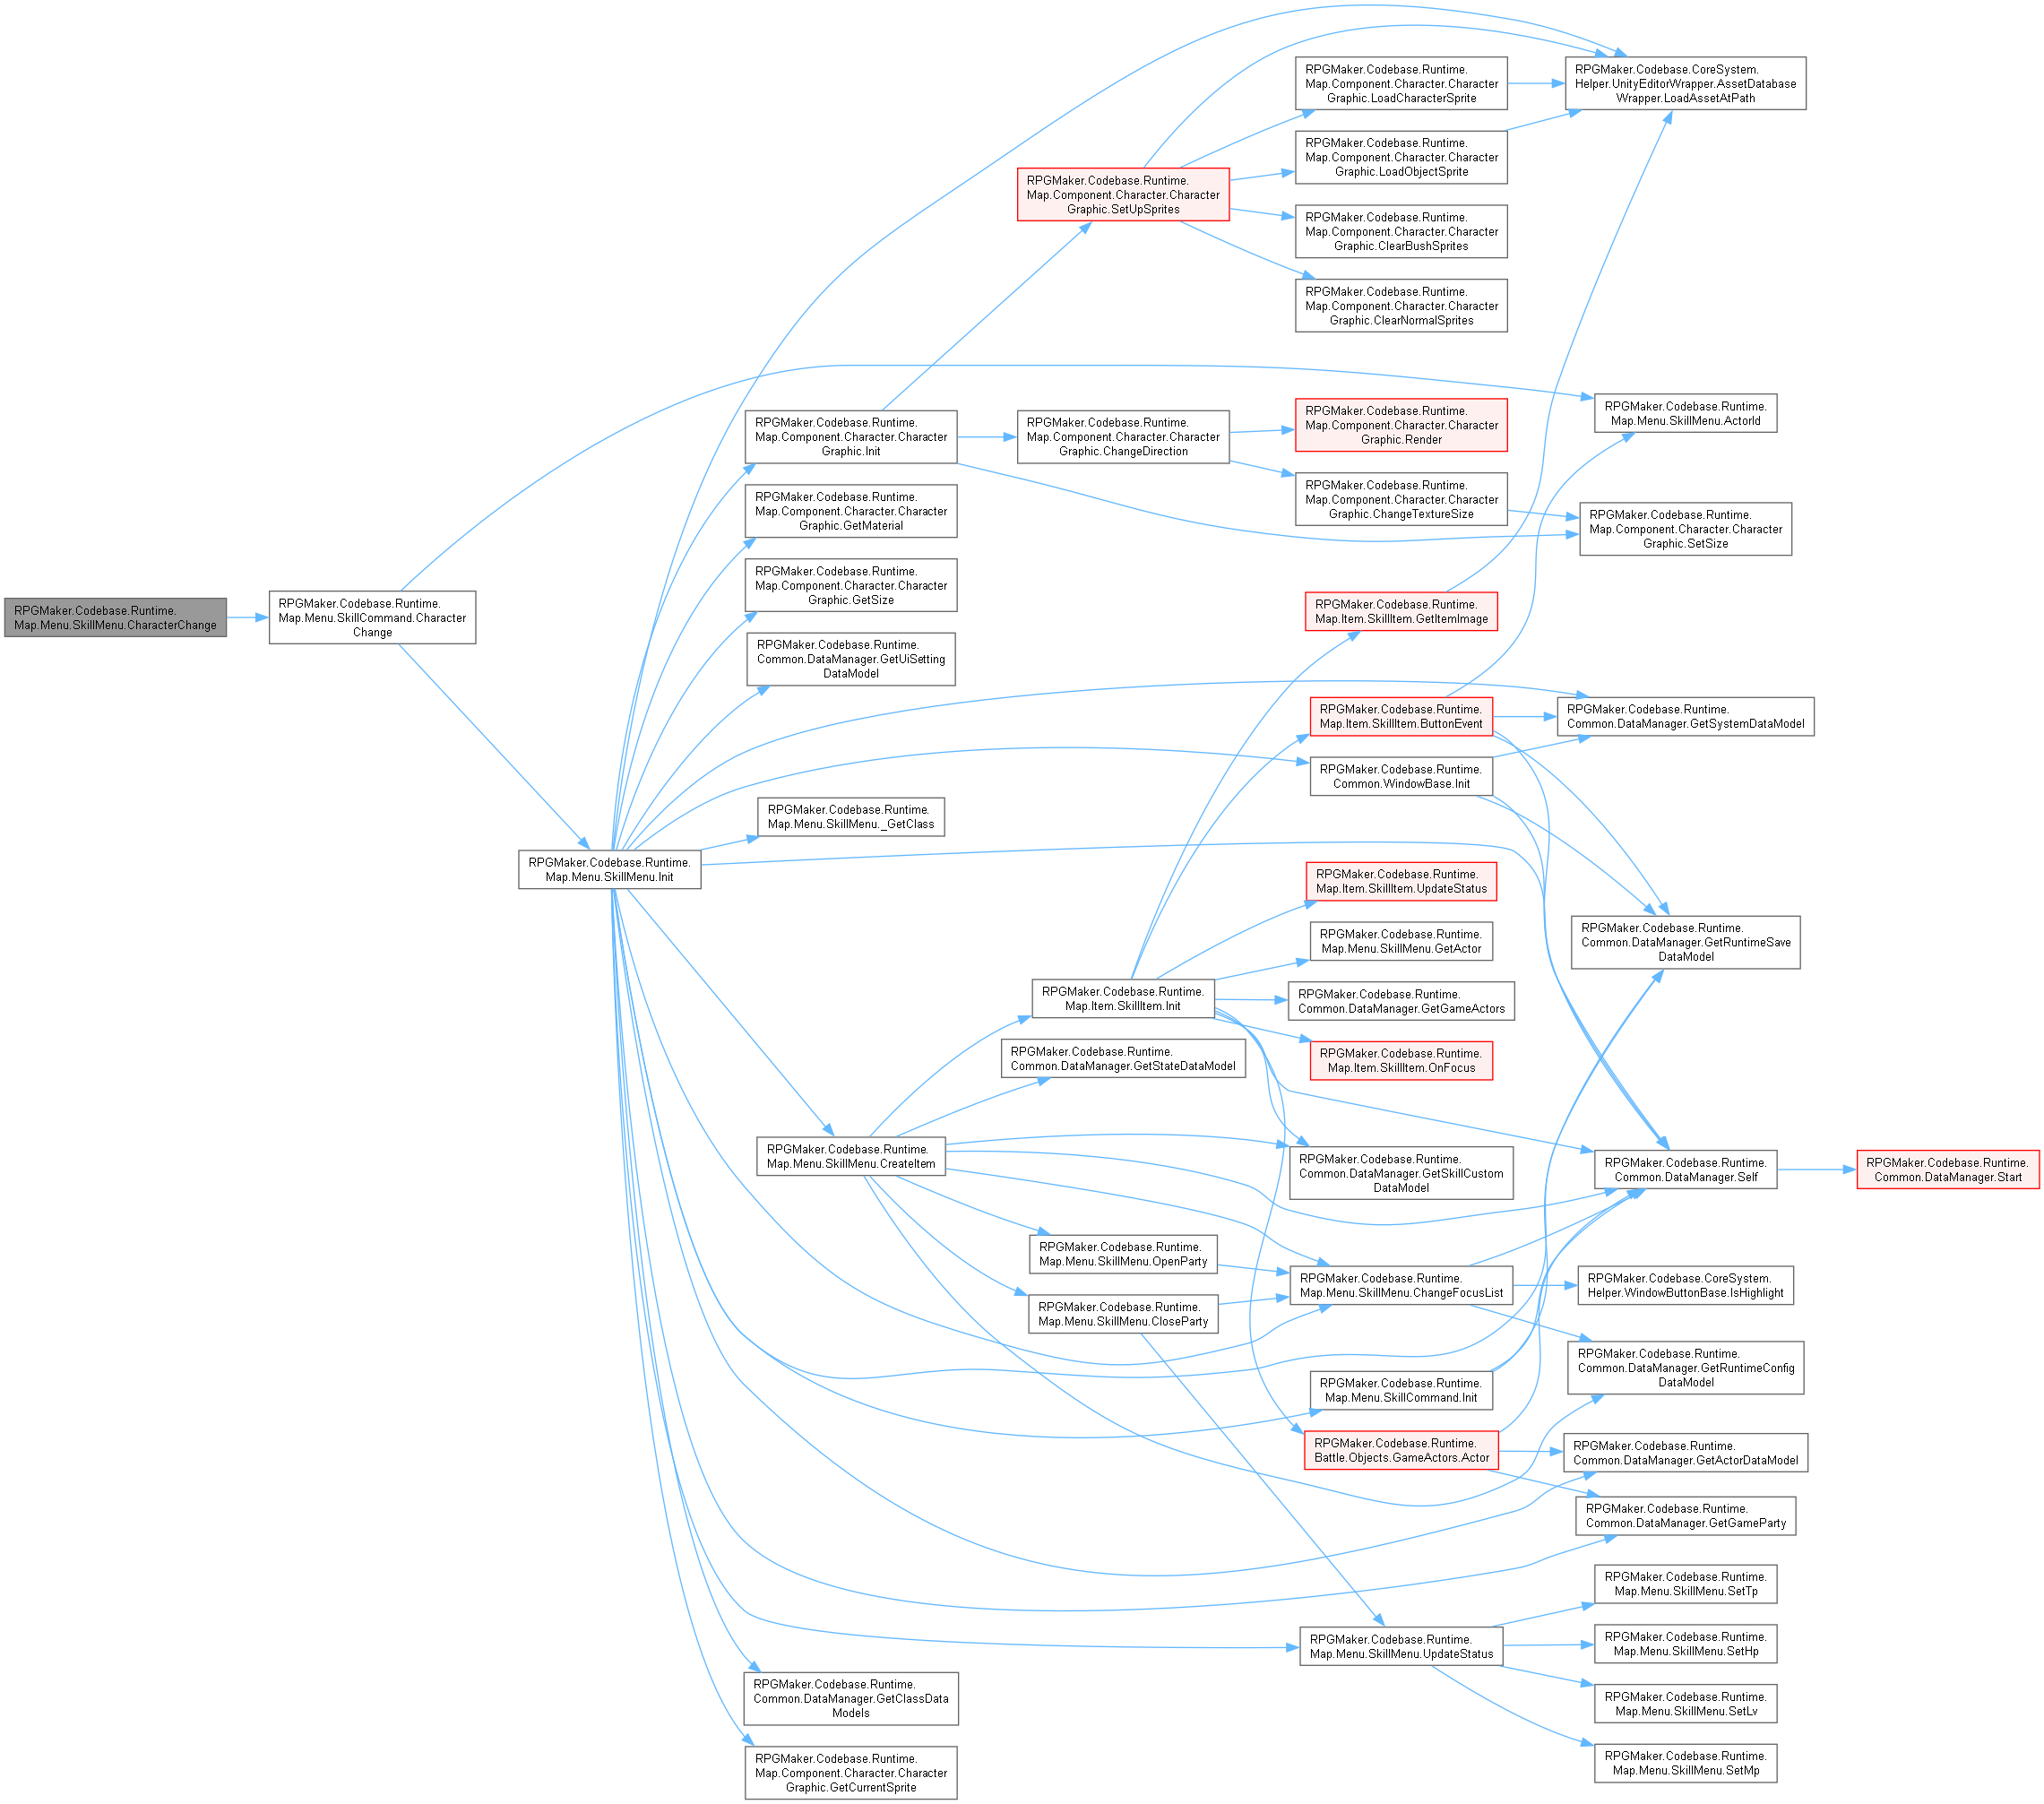 RPGMaker.Codebase.Runtime.
Map.Menu.SkillMenu.CharacterChange
RPGMaker.Codebase.Runtime.
Map.Menu.SkillCommand.Character
Change
RPGMaker.Codebase.Runtime.
Map.Menu.SkillMenu.Init
RPGMaker.Codebase.Runtime.
Map.Component.Character.Character
Graphic.Init
RPGMaker.Codebase.Runtime.
Map.Component.Character.Character
Graphic.GetMaterial
RPGMaker.Codebase.Runtime.
Map.Component.Character.Character
Graphic.GetSize
RPGMaker.Codebase.Runtime.
Common.DataManager.GetUiSetting
DataModel
RPGMaker.Codebase.Runtime.
Map.Menu.SkillMenu._GetClass
RPGMaker.Codebase.Runtime.
Map.Menu.SkillMenu.CreateItem
RPGMaker.Codebase.Runtime.
Common.DataManager.GetClassData
Models
RPGMaker.Codebase.Runtime.
Map.Component.Character.Character
Graphic.GetCurrentSprite
RPGMaker.Codebase.Runtime.
Map.Component.Character.Character
Graphic.SetUpSprites
RPGMaker.Codebase.Runtime.
Map.Component.Character.Character
Graphic.ChangeDirection
RPGMaker.Codebase.Runtime.
Map.Item.SkillItem.Init
RPGMaker.Codebase.Runtime.
Common.DataManager.GetStateDataModel
RPGMaker.Codebase.Runtime.
Map.Menu.SkillMenu.OpenParty
RPGMaker.Codebase.Runtime.
Map.Menu.SkillMenu.CloseParty
RPGMaker.Codebase.Runtime.
Map.Component.Character.Character
Graphic.LoadCharacterSprite
RPGMaker.Codebase.Runtime.
Map.Component.Character.Character
Graphic.LoadObjectSprite
RPGMaker.Codebase.Runtime.
Map.Component.Character.Character
Graphic.ClearBushSprites
RPGMaker.Codebase.Runtime.
Map.Component.Character.Character
Graphic.ClearNormalSprites
RPGMaker.Codebase.Runtime.
Map.Component.Character.Character
Graphic.Render
RPGMaker.Codebase.Runtime.
Map.Component.Character.Character
Graphic.ChangeTextureSize
RPGMaker.Codebase.Runtime.
Map.Item.SkillItem.GetItemImage
RPGMaker.Codebase.Runtime.
Map.Item.SkillItem.ButtonEvent
RPGMaker.Codebase.Runtime.
Common.WindowBase.Init
RPGMaker.Codebase.Runtime.
Map.Item.SkillItem.UpdateStatus
RPGMaker.Codebase.Runtime.
Map.Menu.SkillMenu.GetActor
RPGMaker.Codebase.Runtime.
Common.DataManager.GetGameActors
RPGMaker.Codebase.Runtime.
Map.Item.SkillItem.OnFocus
RPGMaker.Codebase.Runtime.
Common.DataManager.GetSkillCustom
DataModel
RPGMaker.Codebase.Runtime.
Map.Menu.SkillMenu.ChangeFocusList
RPGMaker.Codebase.Runtime.
Map.Menu.SkillCommand.Init
RPGMaker.Codebase.Runtime.
Battle.Objects.GameActors.Actor
RPGMaker.Codebase.Runtime.
Map.Menu.SkillMenu.UpdateStatus
RPGMaker.Codebase.CoreSystem.
Helper.UnityEditorWrapper.AssetDatabase
Wrapper.LoadAssetAtPath
RPGMaker.Codebase.Runtime.
Map.Menu.SkillMenu.ActorId
RPGMaker.Codebase.Runtime.
Map.Component.Character.Character
Graphic.SetSize
RPGMaker.Codebase.Runtime.
Common.DataManager.GetSystemDataModel
RPGMaker.Codebase.Runtime.
Common.DataManager.GetRuntimeSave
DataModel
RPGMaker.Codebase.Runtime.
Common.DataManager.Self
RPGMaker.Codebase.CoreSystem.
Helper.WindowButtonBase.IsHighlight
RPGMaker.Codebase.Runtime.
Common.DataManager.GetRuntimeConfig
DataModel
RPGMaker.Codebase.Runtime.
Common.DataManager.GetActorDataModel
RPGMaker.Codebase.Runtime.
Common.DataManager.GetGameParty
RPGMaker.Codebase.Runtime.
Map.Menu.SkillMenu.SetTp
RPGMaker.Codebase.Runtime.
Map.Menu.SkillMenu.SetHp
RPGMaker.Codebase.Runtime.
Map.Menu.SkillMenu.SetLv
RPGMaker.Codebase.Runtime.
Map.Menu.SkillMenu.SetMp
RPGMaker.Codebase.Runtime.
Common.DataManager.Start